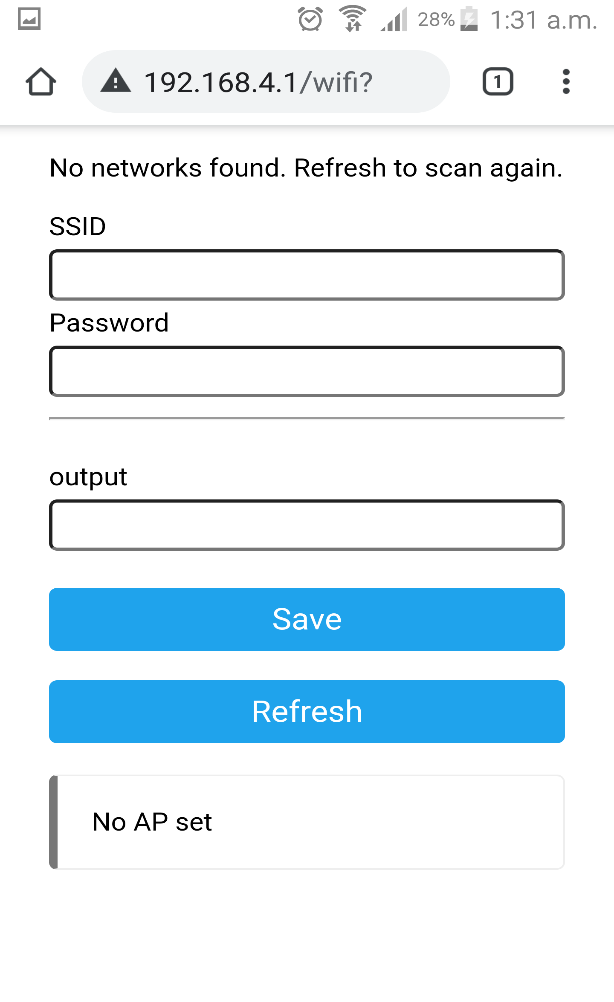 28% 1:31 a.m.
192.168.4.1/wifi? 1
No networks found. Refresh to scan again.
SSID
Password
output
Save
Refresh
No AP set